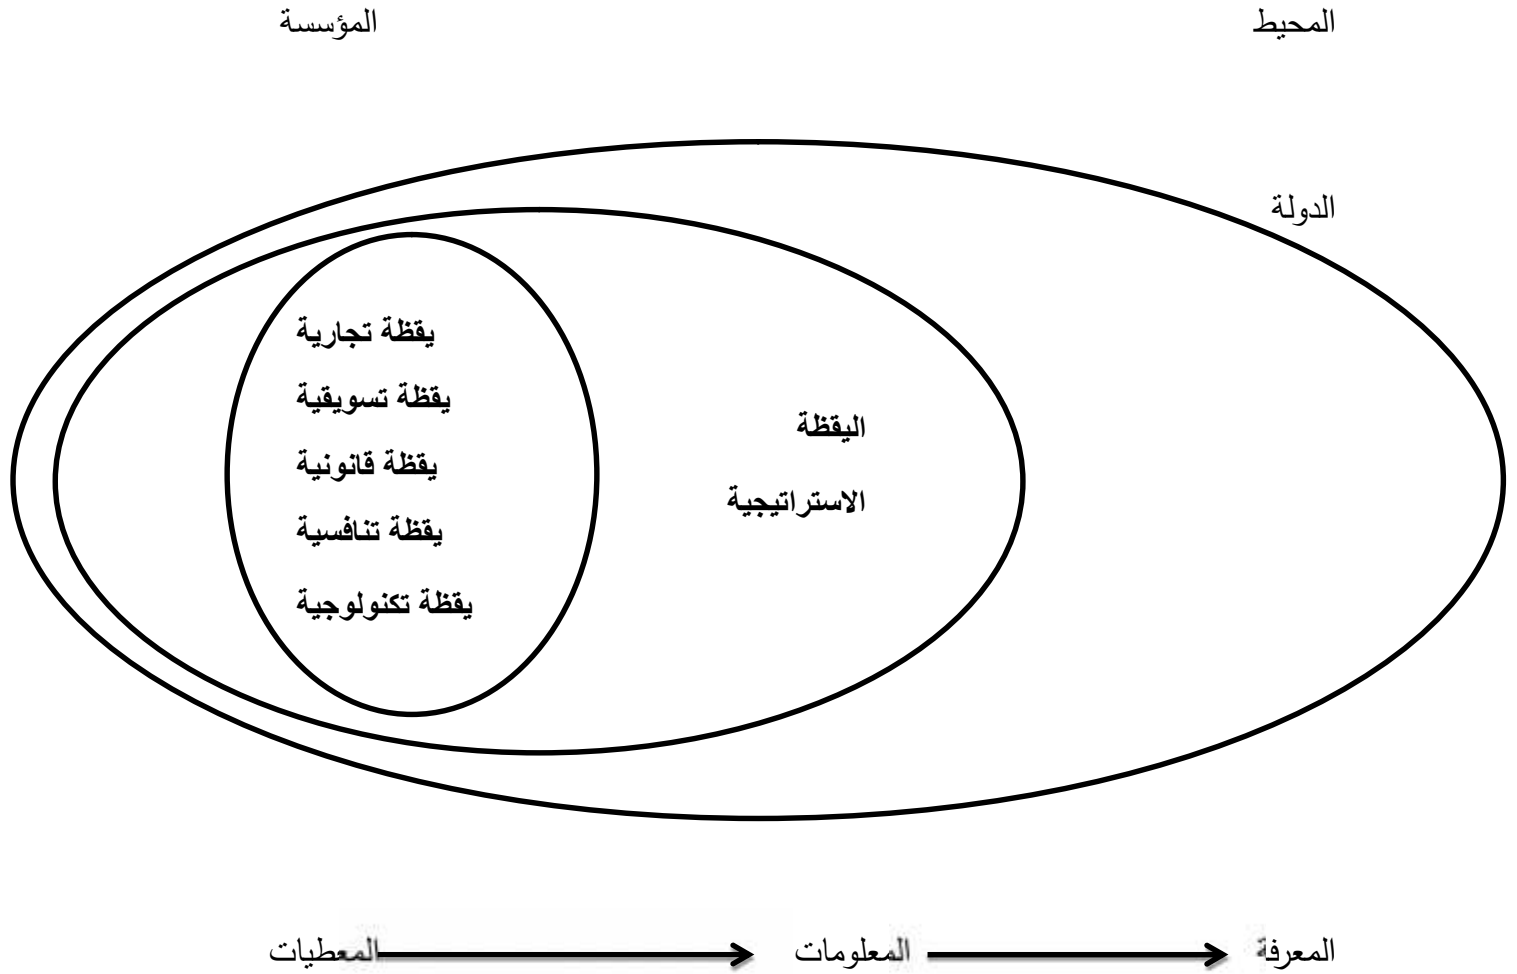 المحيط
المؤسسة
الدولة
يقظة تجارية
يقظة تسويقية
يقظة قانونية
يقظة تنافسية
يقظة تكنولوجية
اليقظة
الاستراتيجية
المعرفة
المعلومات
المعطيات